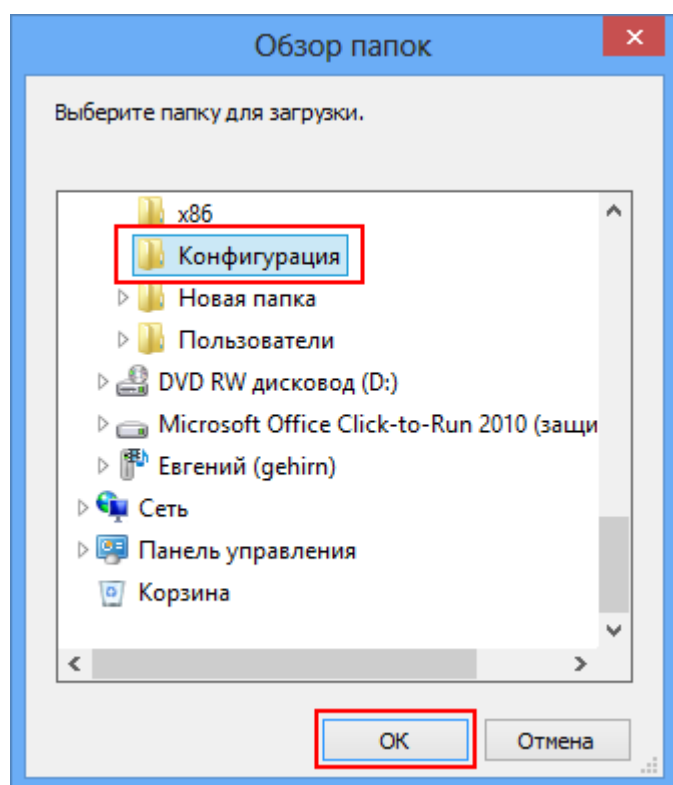 Обзор папок
Выберите папку для загрузки.
x86
Конфигурация
Новая папка
Пользователи
DVD RW дисковод (D:)
Microsoft Office Click-to-Run 2010 (защи
Евгений (gehirn)
Сеть
Панель управления
Корзина
ОК
Отмена